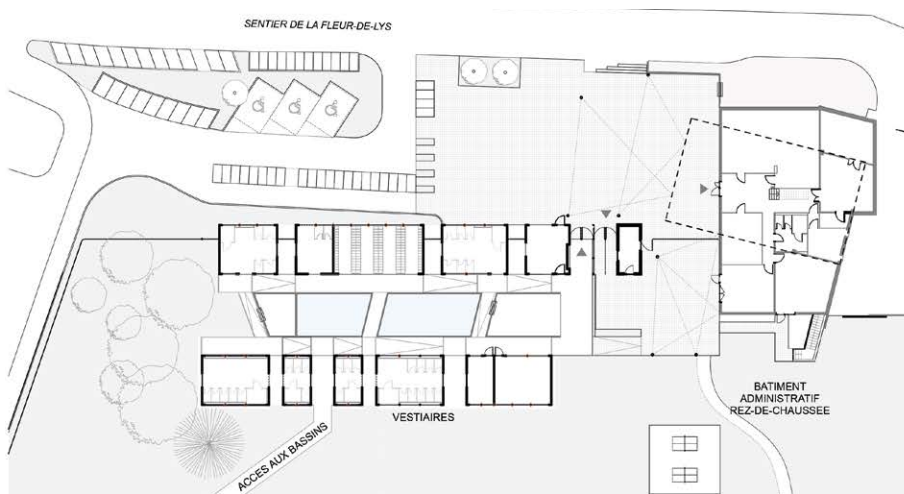 SENTIER DE LA FLEUR-DE-LYS
VESTIAIRES
BATIMENT
ADMINISTRATIF
REZ-DE-CHAUSSEE
ACCES AUX BASSINS